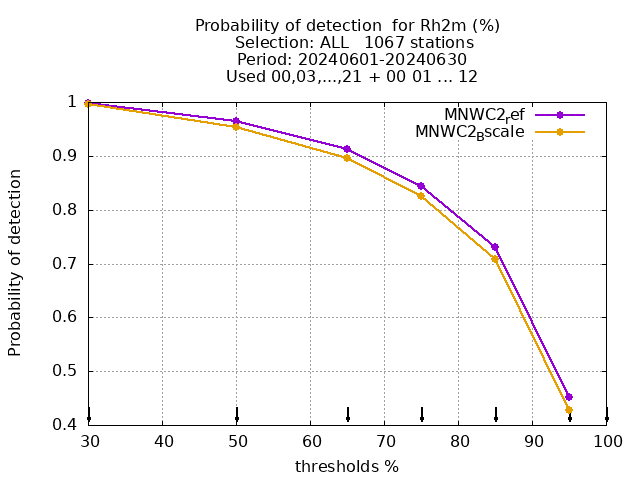 Probability of detection for Rh2m (%)
Selection: ALL 1067 stations
Period: 20240601-20240630
Used 00,03,...,21 + 00 01 ... 12
MNWC2ref
MNWC2Bscale
1
0.9
0.8
0.7
0.6
0.5
0.4
Probability of detection
30 40 50 60 70 80 90 100
thresholds %